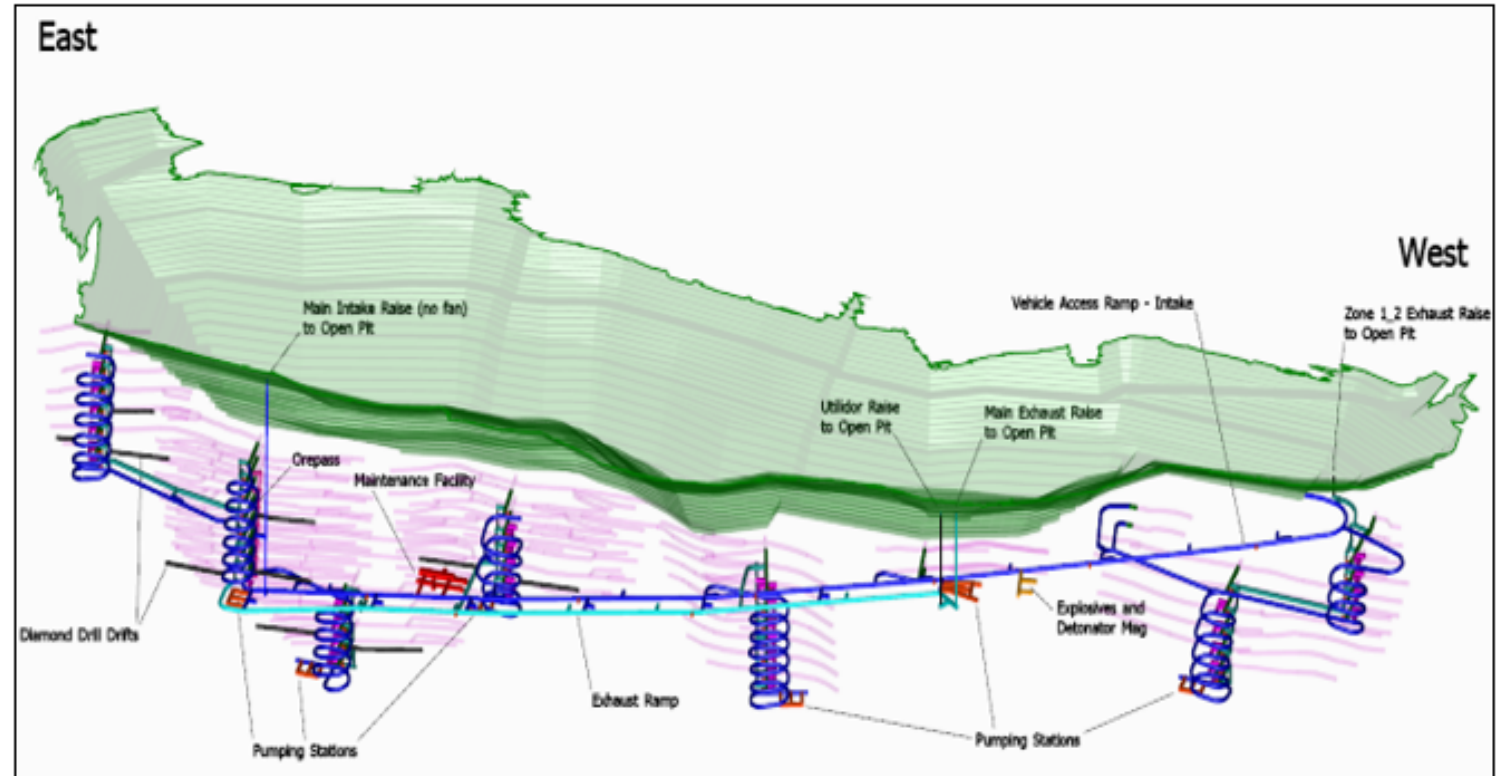 East
West
Main Intake Raise (no fan)
to Open Pit
Vehicle Access Ramp - Intake
Zone 1_2 Exhaust Raise
to Open Pit
Utilidor Raise
to Open Pit
Main Exhaust Raise
to Open Pit
Orepass
Maintenance Facility
Explosives and
Detonator Mag
Diamond Drill Drifts
Exhaust Ramp
Pumping Stations
Pumping Stations